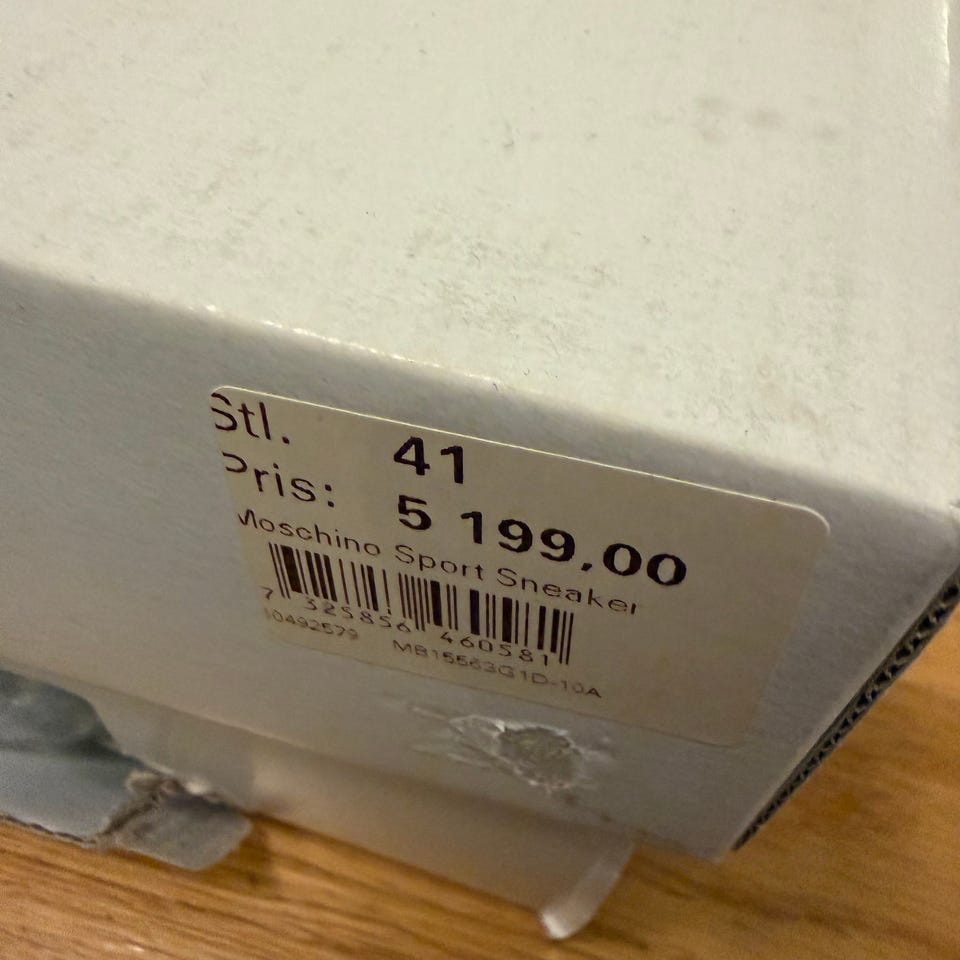 Stl. 41
Pris: 5 199,00
Moschino Sport Sneaker
7 325856 460581
10492579 MB15563G1D-10A